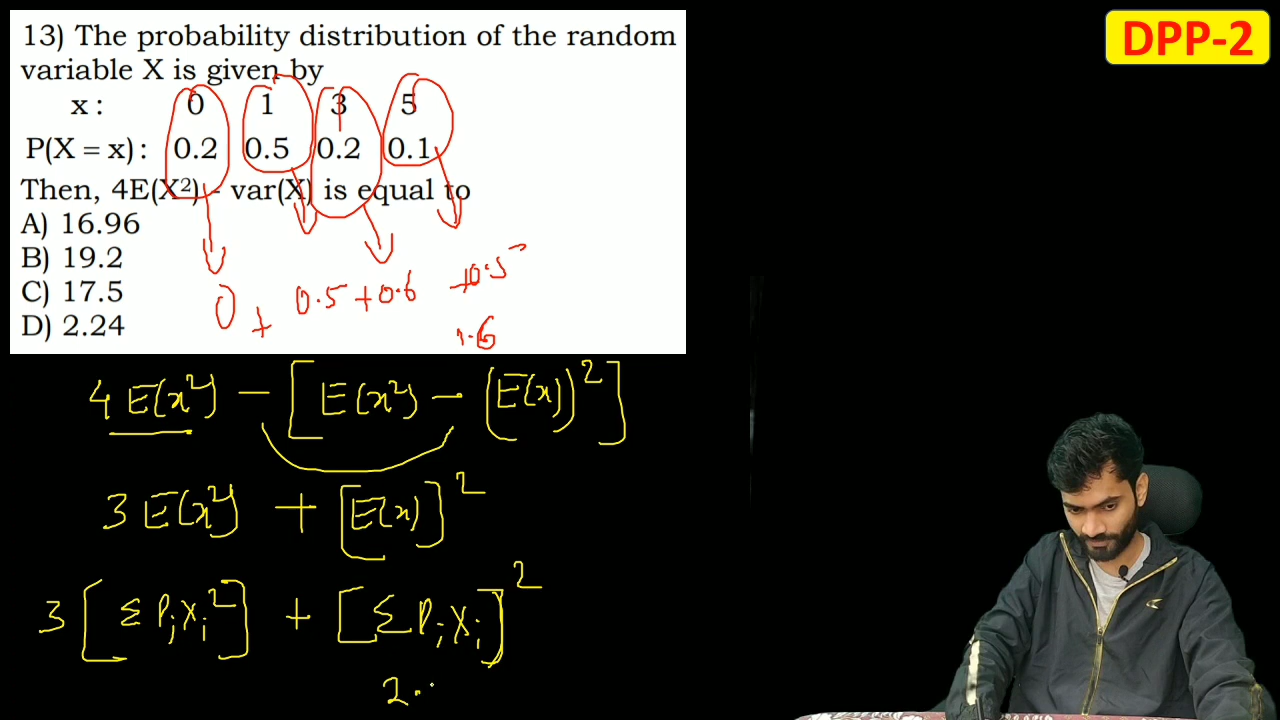 DPP-2
13) The probability distribution of the random
variable X is given by
x : 0 1 3 5
P(X = x) : 0.2 0.5 0.2 0.1
Then, 4E(X²) - var(X) is equal to
A) 16.96
B) 19.2
C) 17.5
D) 2.24
0 + 0.5 + 0.6 + 0.5
1.6
4 E(x²) - [E(x²) - (E(x))²]
3 E(x²) + [E(x)]²
3 [Σ Pᵢxᵢ²] + [Σ Pᵢxᵢ]²